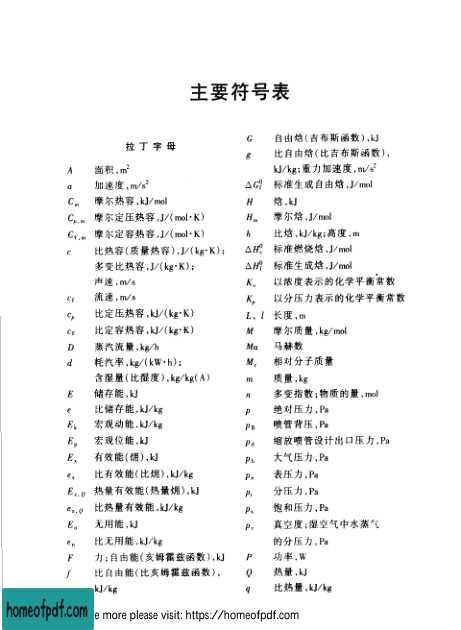 主要符号表
拉丁字母
A 面积,m²
a 加速度,m/s²
C_m 摩尔热容,kJ/mol
C_p,m 摩尔定压热容,J/(mol·K)
C_V,m 摩尔定容热容,J/(mol·K)
c 比热容(质量热容),J/(kg·K);
多变比热容,J/(kg·K);
声速,m/s
c_f 流速,m/s
c_p 比定压热容,kJ/(kg·K)
c_V 比定容热容,kJ/(kg·K)
D 蒸汽流量,kg/h
d 耗汽率,kg/(kW·h);
含湿量(比湿度),kg/kg(A)
E 储存能,kJ
e 比储存能,kJ/kg
E_k 宏观动能,kJ/kg
E_p 宏观位能,kJ
E_x 有效能(㶲),kJ
e_x 比有效能(比㶲),kJ/kg
E_x,Q 热量有效能(热量㶲),kJ
e_x,Q 比热量有效能,kJ/kg
E_n 无用能,kJ
e_n 比无用能,kJ/kg
F 力;自由能(亥姆霍兹函数),kJ
f 比自由能(比亥姆霍兹函数),
kJ/kg
G 自由焓(吉布斯函数),kJ
g 比自由焓(比吉布斯函数),
kJ/kg;重力加速度,m/s²
ΔG_f^0 标准生成自由焓,J/mol
H 焓,kJ
H_m 摩尔焓,J/mol
h 比焓,kJ/kg;高度,m
ΔH_c^0 标准燃烧焓,J/mol
ΔH_f^0 标准生成焓,J/mol
K_c 以浓度表示的化学平衡常数
K_p 以分压力表示的化学平衡常数
L, l 长度,m
M 摩尔质量,kg/mol
Ma 马赫数
M_r 相对分子质量
m 质量,kg
n 多变指数;物质的量,mol
p 绝对压力,Pa
p_B 喷管背压,Pa
p_d 缩放喷管设计出口压力,Pa
p_b 大气压力,Pa
p_e 表压力,Pa
p_i 分压力,Pa
p_s 饱和压力,Pa
p_v 真空度;湿空气中水蒸气
的分压力,Pa
P 功率,W
Q 热量,kJ
q 比热量,kJ/kg
homeofpdf.com
e more please visit: https://homeofpdf.com